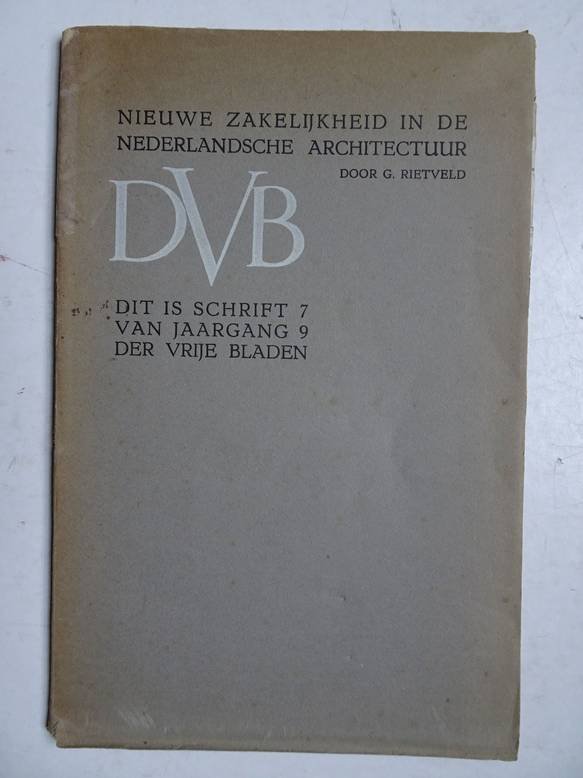 NIEUWE ZAKELIJKHEID IN DE
NEDERLANDSCHE ARCHITECTUUR
DOOR G. RIETVELD
DVB
DIT IS SCHRIFT 7
VAN JAARGANG 9
DER VRIJE BLADEN